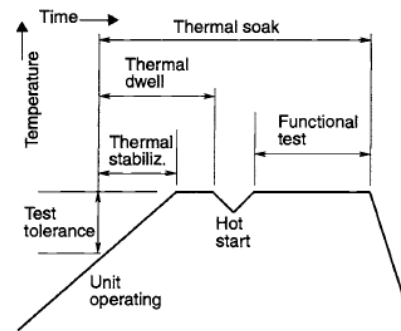 Time
Thermal soak
Temperature
Thermal
dwell
Functional
test
Thermal
stabiliz.
Test
tolerance
Hot
start
Unit
operating